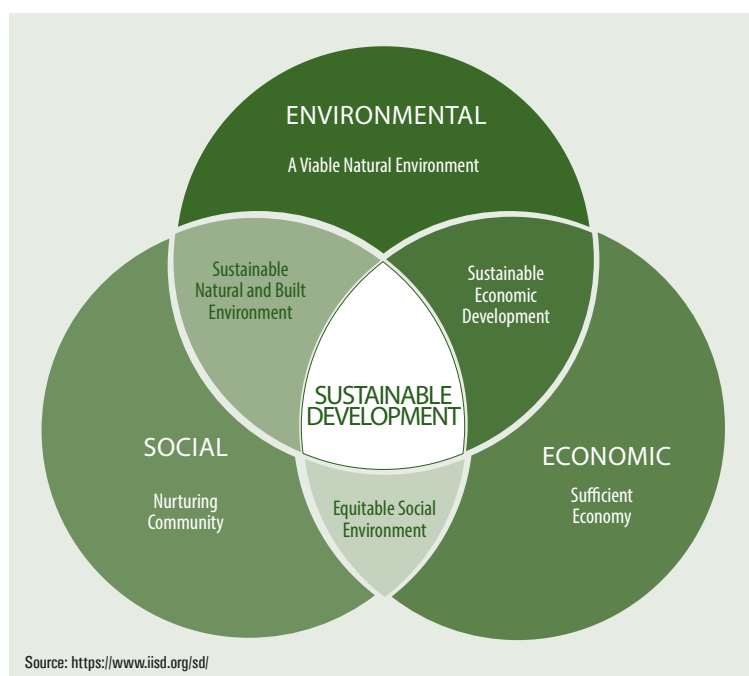 ENVIRONMENTAL
A Viable Natural Environment
Sustainable
Natural and Built
Environment
Sustainable
Economic
Development
SUSTAINABLE
DEVELOPMENT
SOCIAL
Nurturing
Community
ECONOMIC
Sufficient
Economy
Equitable Social
Environment
Source: https://www.iisd.org/sd/